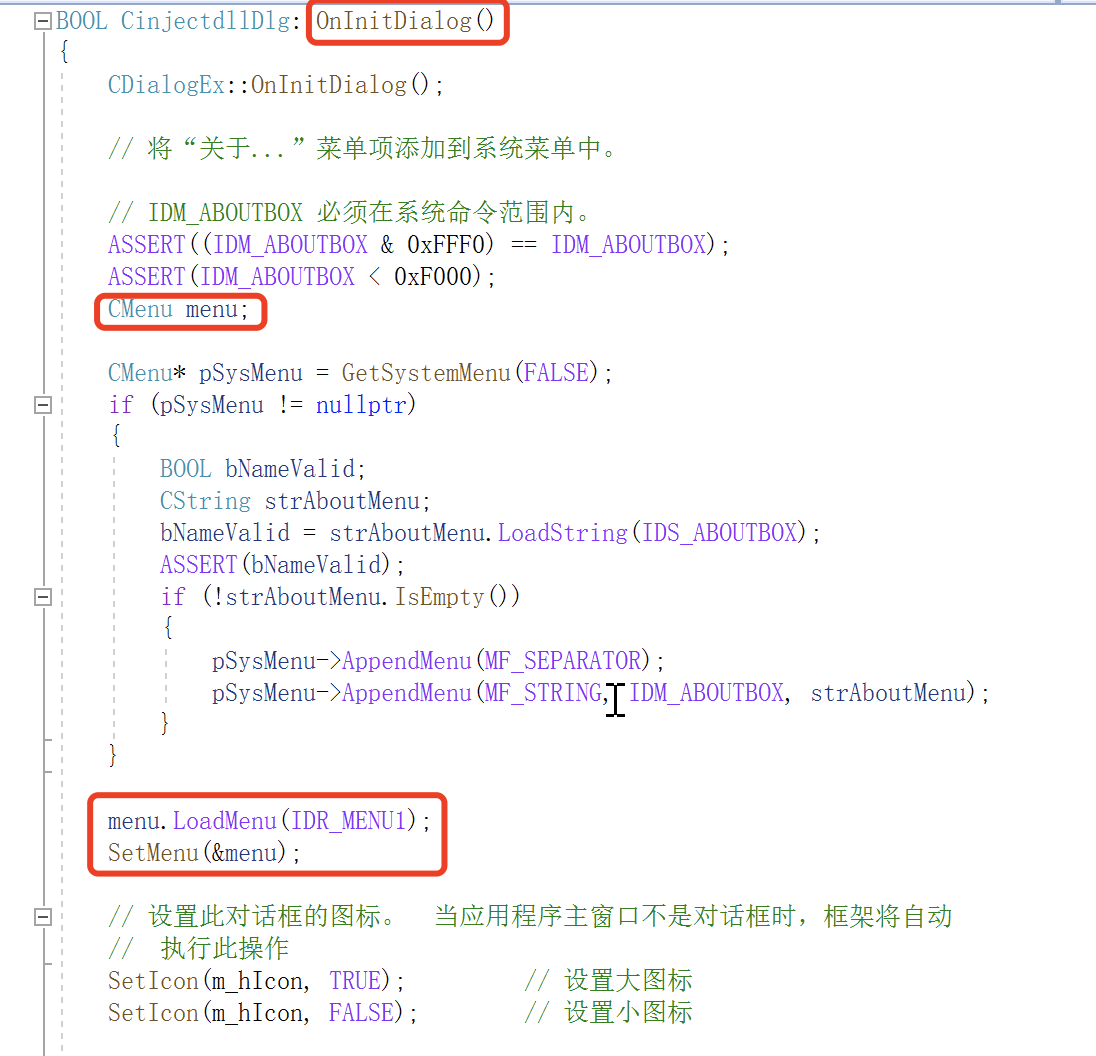 BOOL CinjectdllDlg: OnInitDialog()
{
CDialogEx::OnInitDialog();
// 将“关于...”菜单项添加到系统菜单中。
// IDM_ABOUTBOX 必须在系统命令范围内。
ASSERT((IDM_ABOUTBOX & 0xFFF0) == IDM_ABOUTBOX);
ASSERT(IDM_ABOUTBOX < 0xF000);
CMenu menu;
CMenu* pSysMenu = GetSystemMenu(FALSE);
if (pSysMenu != nullptr)
{
BOOL bNameValid;
CString strAboutMenu;
bNameValid = strAboutMenu.LoadString(IDS_ABOUTBOX);
ASSERT(bNameValid);
if (!strAboutMenu.IsEmpty())
{
pSysMenu->AppendMenu(MF_SEPARATOR);
pSysMenu->AppendMenu(MF_STRING, IDM_ABOUTBOX, strAboutMenu);
}
}
menu.LoadMenu(IDR_MENU1);
SetMenu(&menu);
// 设置此对话框的图标。 当应用程序主窗口不是对话框时，框架将自动
// 执行此操作
SetIcon(m_hIcon, TRUE); // 设置大图标
SetIcon(m_hIcon, FALSE); // 设置小图标